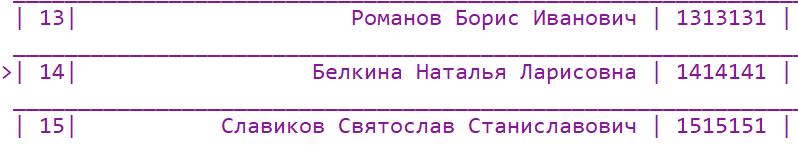 | 13|                     Романов Борис Иванович | 1313131 |
>| 14|                  Белкина Наталья Ларисовна | 1414141 |
| 15|           Славиков Святослав Станиславович | 1515151 |